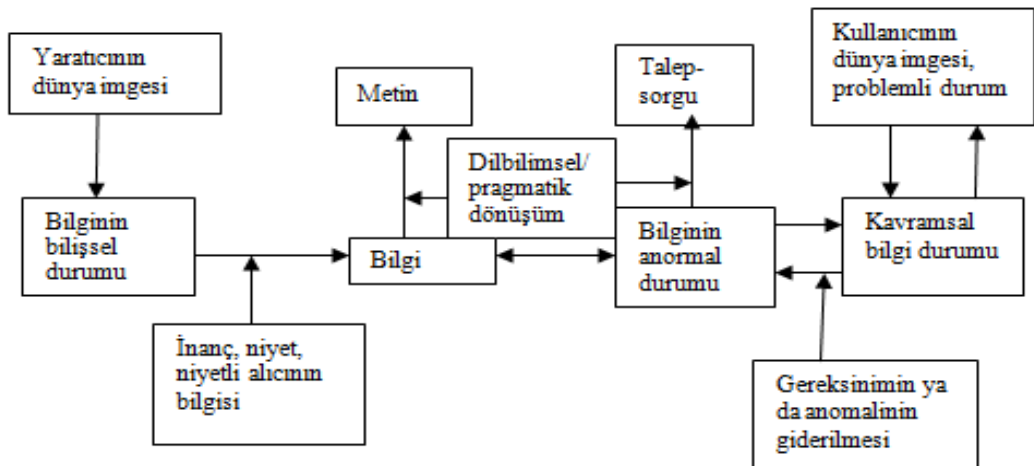 Yaratıcının
dünya imgesi
Metin
Talep-
sorgu
Kullanıcının
dünya imgesi,
problemli durum
Dilbilimsel/
pragmatik
dönüşüm
Bilginin
bilişsel
durumu
Bilgi
Bilginin
anormal
durumu
Kavramsal
bilgi durumu
İnanç, niyet,
niyetli alıcının
bilgisi
Gereksinimin ya
da anomalinin
giderilmesi